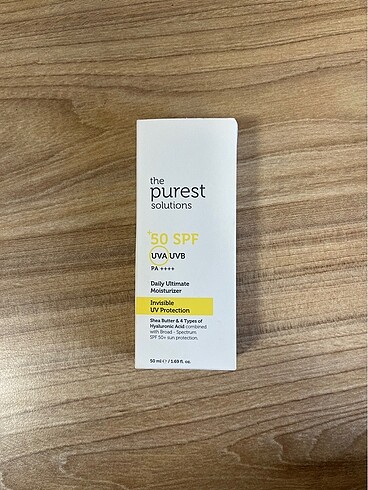 the
purest
solutions
+50 SPF
UVA UVB
PA ++++
Daily Ultimate
Moisturizer
Invisible
UV Protection
Shea Butter & 4 Types of
Hyaluronic Acid combined
with Broad - Spectrum
SPF 50+ sun protection.
50 ml ℮ / 1.69 fl. oz.